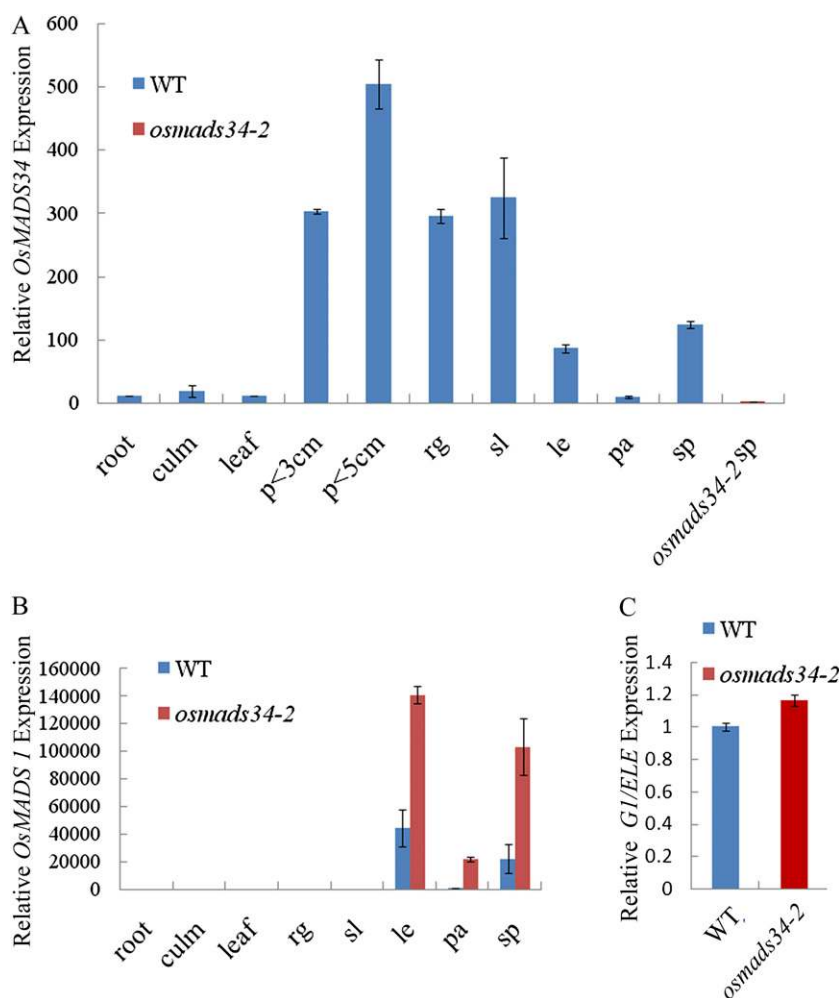 A
Relative OsMADS34 Expression
600
500
400
300
200
100
0
WT
osmads34-2
root
culm
leaf
p<3cm
p<5cm
rg
sl
le
pa
sp
osmads34-2 sp
B
Relative OsMADS 1 Expression
160000
140000
120000
100000
80000
60000
40000
20000
0
WT
osmads34-2
root
culm
leaf
rg
sl
le
pa
sp
C
Relative G1/ELE Expression
WT
osmads34-2
1.4
1.2
1
0.8
0.6
0.4
0.2
0
WT
osmads34-2